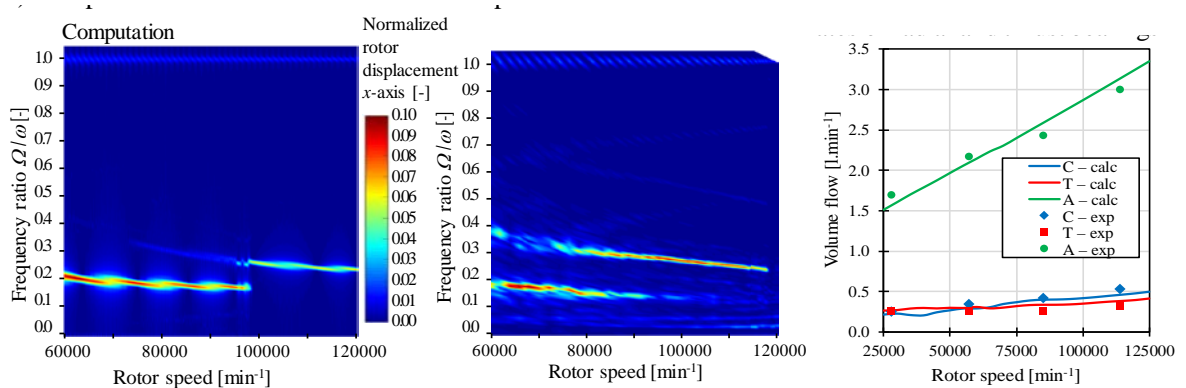 Computation
Normalized
rotor
displacement
x-axis [-]
0.10
0.09
0.08
0.07
0.06
0.05
0.04
0.03
0.02
0.01
0.00
Frequency ratio Ω/ω [-]
1.0
0.9
0.8
0.7
0.6
0.5
0.4
0.3
0.2
0.1
0.0
60000 80000 100000 120000
Rotor speed [min⁻¹]
Frequency ratio Ω/ω [-]
1.0
0.9
0.8
0.7
0.6
0.5
0.4
0.3
0.2
0.1
0.0
60000 80000 100000 120000
Rotor speed [min⁻¹]
Volume flow [l.min⁻¹]
3.5
3.0
2.5
2.0
1.5
1.0
0.5
0.0
C – calc
T – calc
A – calc
C – exp
T – exp
A – exp
25000 50000 75000 100000 125000
Rotor speed [min⁻¹]